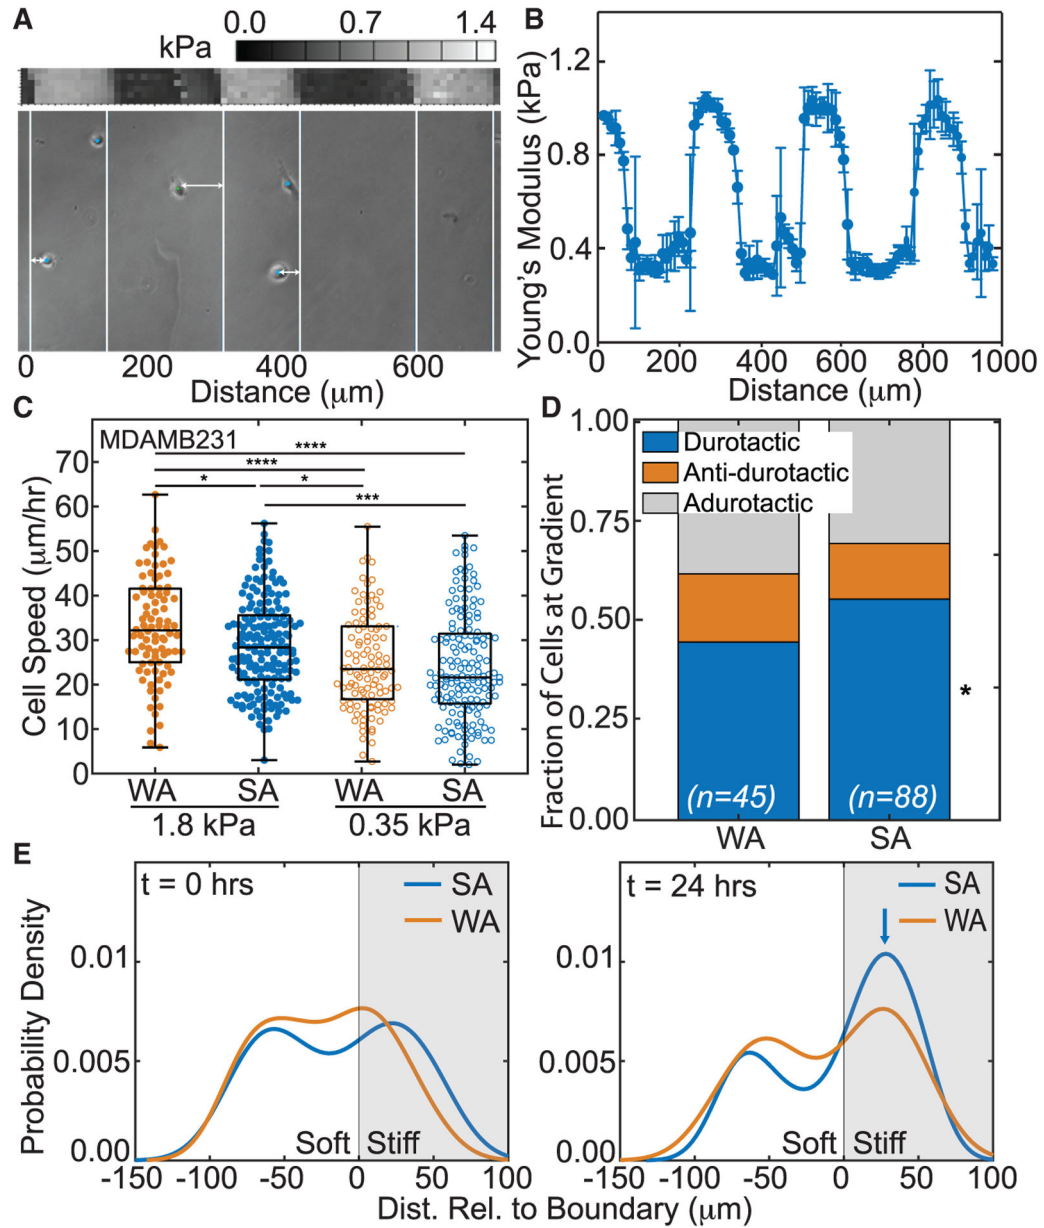 A
0.0 0.7 1.4
kPa
0 200 400 600
Distance (μm)
B
Young's Modulus (kPa)
1.2
0.8
0.4
0.0
0 200 400 600 800 1000
Distance (μm)
C
MDAMB231
Cell Speed (μm/hr)
70
60
50
40
30
20
10
0
****
****
* *
***
WA SA WA SA
1.8 kPa 0.35 kPa
D
Fraction of Cells at Gradient
1.00
0.75
0.50
0.25
0.00
Durotactic
Anti-durotactic
Adurotactic
(n=45) (n=88)
*
WA SA
E
Probability Density
t = 0 hrs
SA
WA
0.01
0.005
0.00
Soft Stiff
-150 -100 -50 0 50 100
t = 24 hrs
SA
WA
0.01
0.005
0.00
Soft Stiff
-150 -100 -50 0 50 100
Dist. Rel. to Boundary (μm)